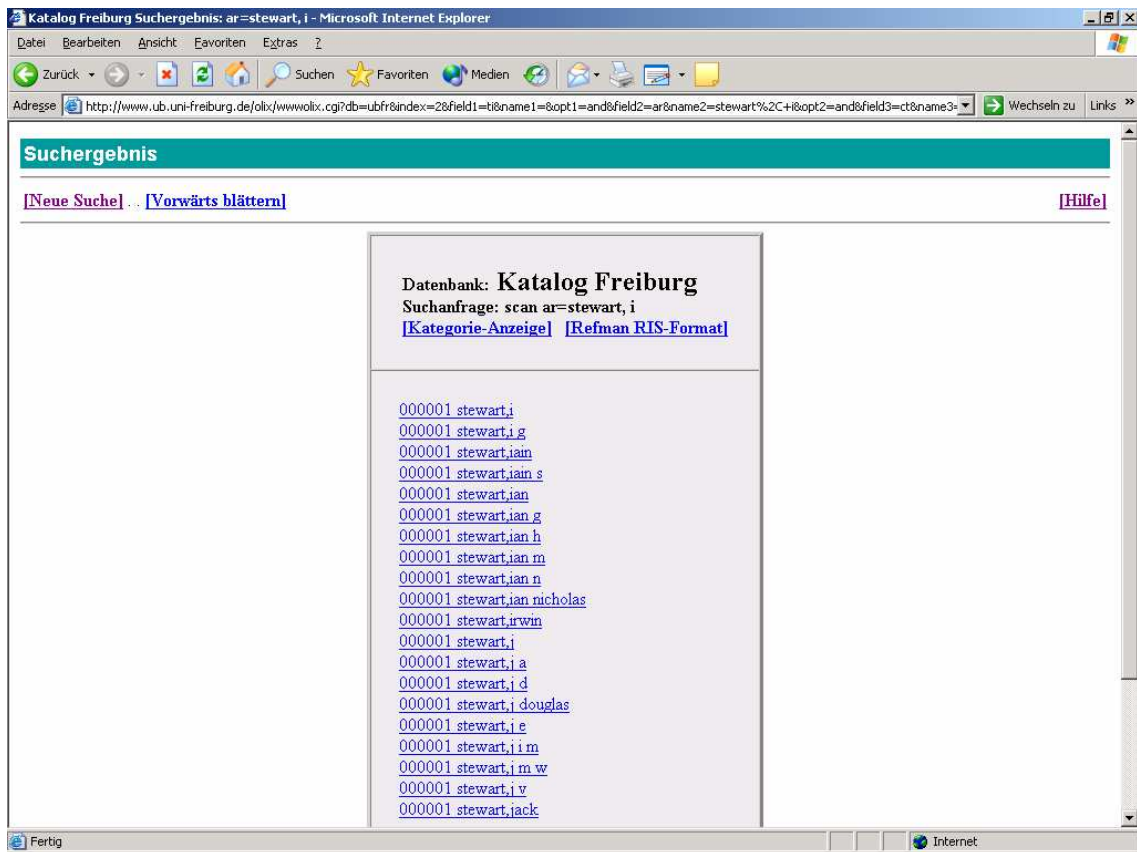 Katalog Freiburg Suchergebnis: ar=stewart, i - Microsoft Internet Explorer
Datei Bearbeiten Ansicht Favoriten Extras ?
Zurück Suchen Favoriten Medien
Adresse http://www.ub.uni-freiburg.de/olix/wwwolix.cgi?db=ubfr&index=2&field1=ti&name1=&opt1=and&field2=ar&name2=stewart%2C+i&opt2=and&field3=ct&name3= Wechseln zu Links »
Suchergebnis
[Neue Suche] . . [Vorwärts blättern] [Hilfe]
Datenbank: Katalog Freiburg
Suchanfrage: scan ar=stewart, i
[Kategorie-Anzeige] [Refman RIS-Format]
000001 stewart,i
000001 stewart,i g
000001 stewart,iain
000001 stewart,iain s
000001 stewart,ian
000001 stewart,ian g
000001 stewart,ian h
000001 stewart,ian m
000001 stewart,ian n
000001 stewart,ian nicholas
000001 stewart,irwin
000001 stewart,j
000001 stewart,j a
000001 stewart,j d
000001 stewart,j douglas
000001 stewart,j e
000001 stewart,j i m
000001 stewart,j m w
000001 stewart,j v
000001 stewart,jack
Fertig Internet